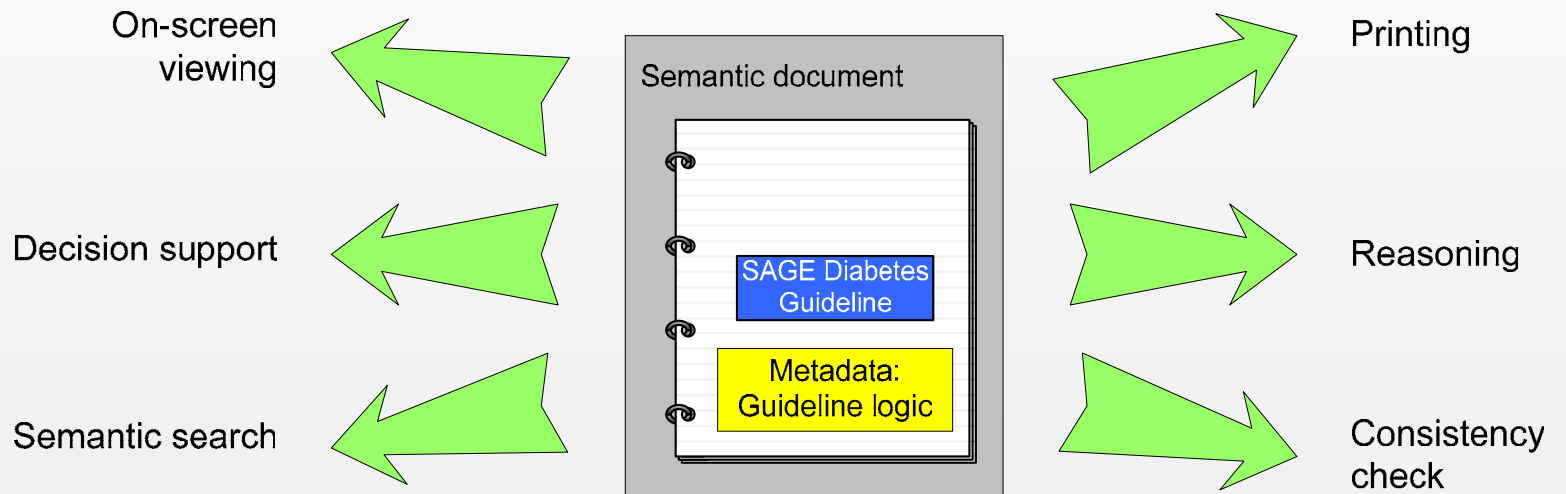 On-screen
viewing
Decision support
Semantic search
Semantic document
SAGE Diabetes
Guideline
Metadata:
Guideline logic
Printing
Reasoning
Consistency
check